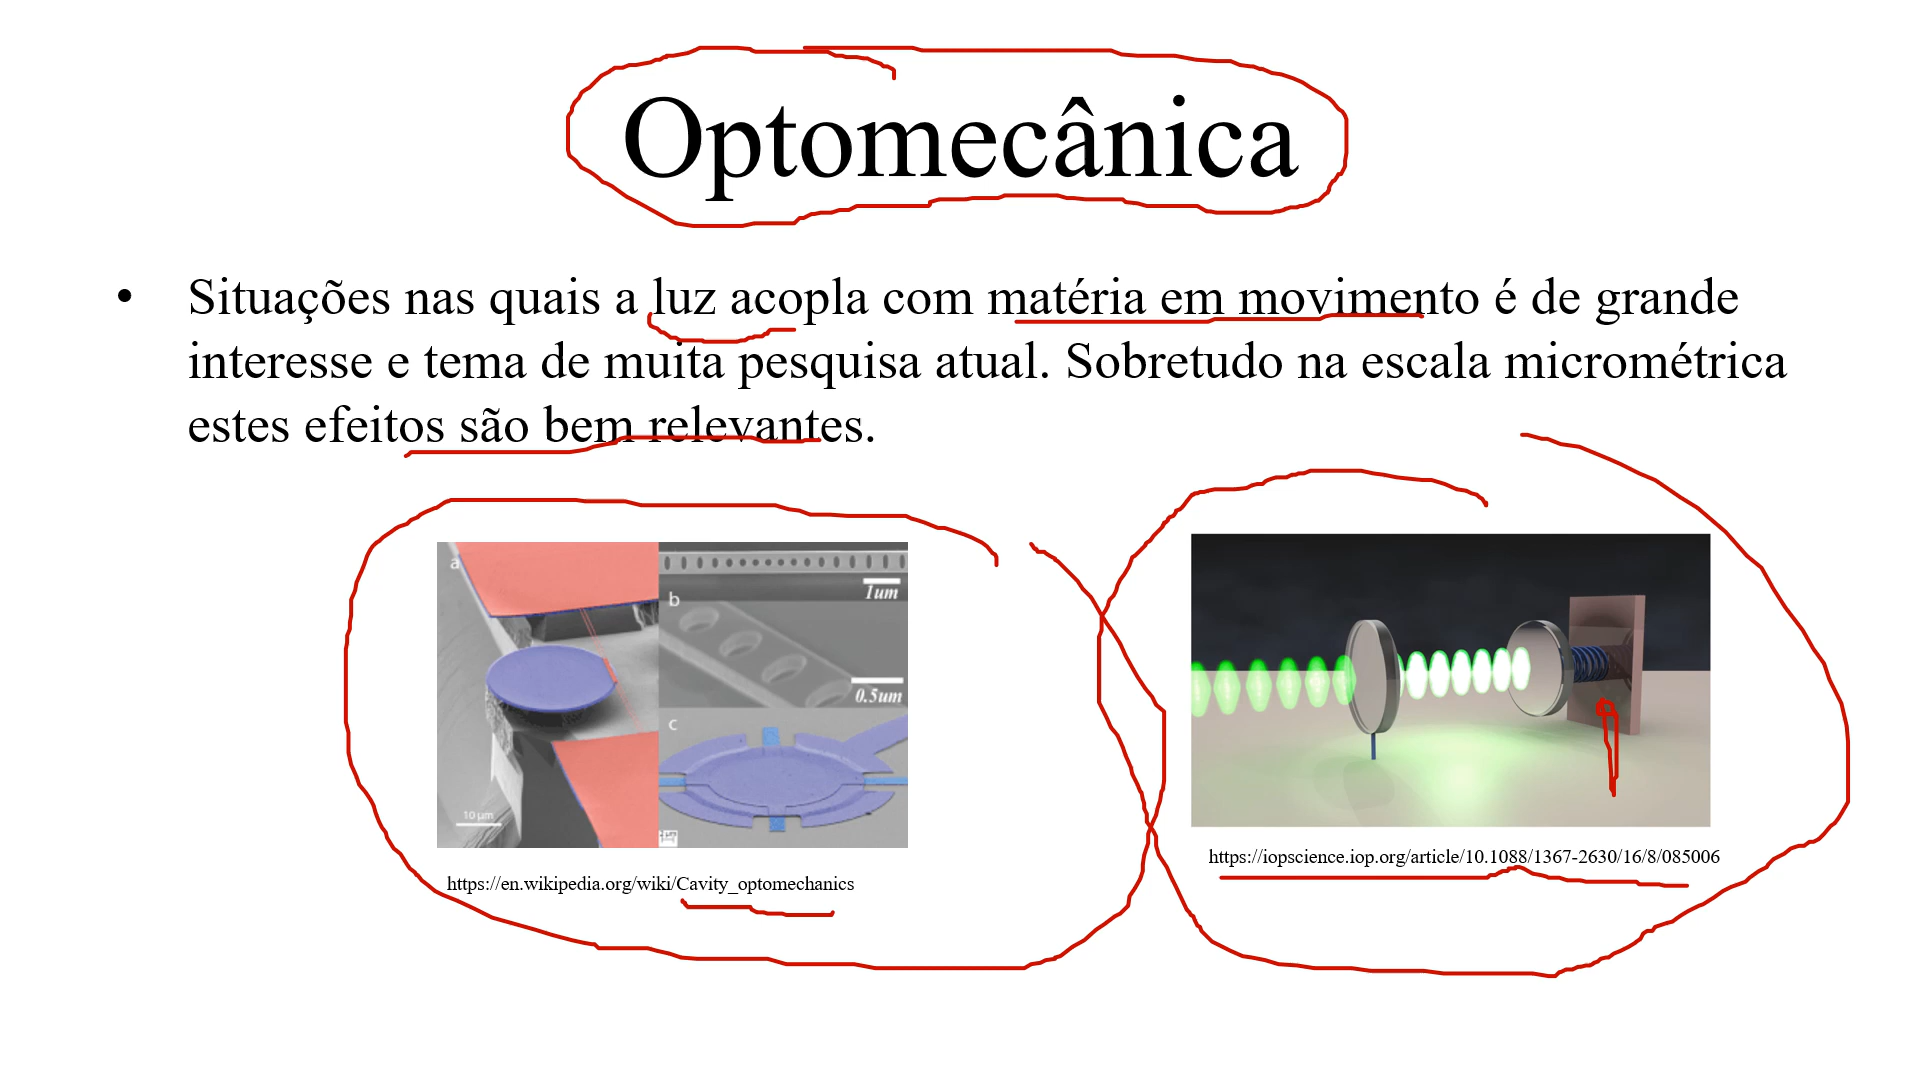 Optomecânica
• Situações nas quais a luz acopla com matéria em movimento é de grande
interesse e tema de muita pesquisa atual. Sobretudo na escala micrométrica
estes efeitos são bem relevantes.
a
10 µm
1um
b
0.5um
c
https://en.wikipedia.org/wiki/Cavity_optomechanics
https://iopscience.iop.org/article/10.1088/1367-2630/16/8/085006